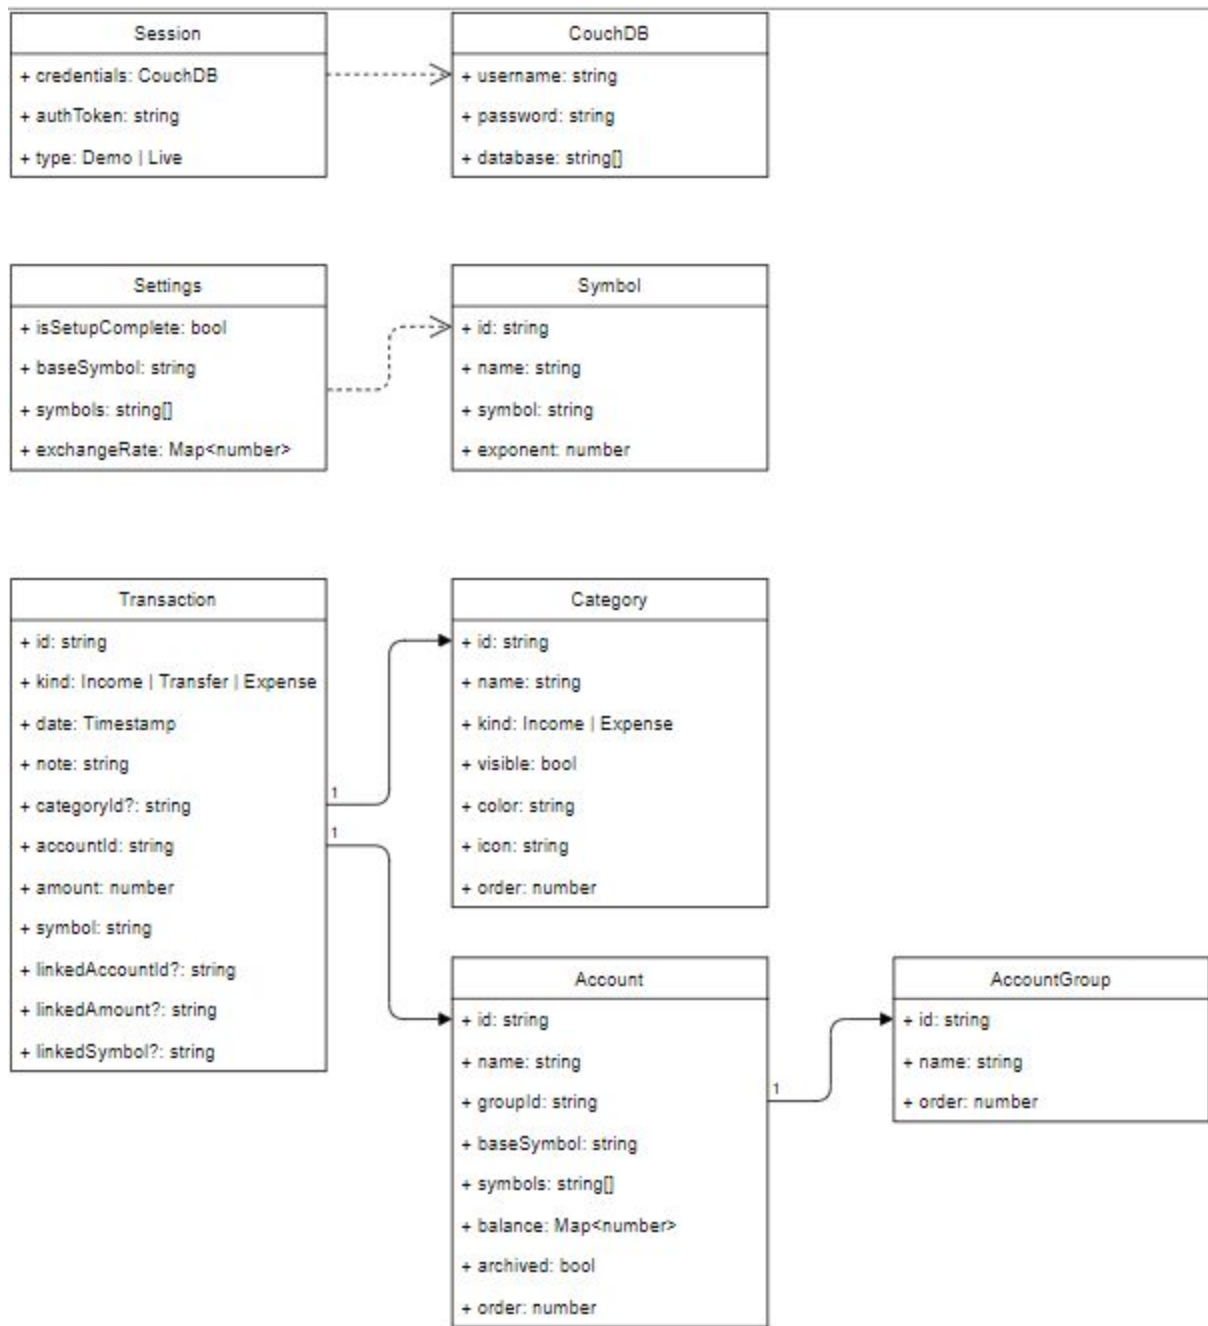 Session
+ credentials: CouchDB
+ authToken: string
+ type: Demo | Live
CouchDB
+ username: string
+ password: string
+ database: string[]
Settings
+ isSetupComplete: bool
+ baseSymbol: string
+ symbols: string[]
+ exchangeRate: Map<number>
Symbol
+ id: string
+ name: string
+ symbol: string
+ exponent: number
Transaction
+ id: string
+ kind: Income | Transfer | Expense
+ date: Timestamp
+ note: string
+ categoryId?: string
+ accountId: string
+ amount: number
+ symbol: string
+ linkedAccountId?: string
+ linkedAmount?: string
+ linkedSymbol?: string
1
1
Category
+ id: string
+ name: string
+ kind: Income | Expense
+ visible: bool
+ color: string
+ icon: string
+ order: number
Account
+ id: string
+ name: string
+ groupId: string
+ baseSymbol: string
+ symbols: string[]
+ balance: Map<number>
+ archived: bool
+ order: number
1
AccountGroup
+ id: string
+ name: string
+ order: number